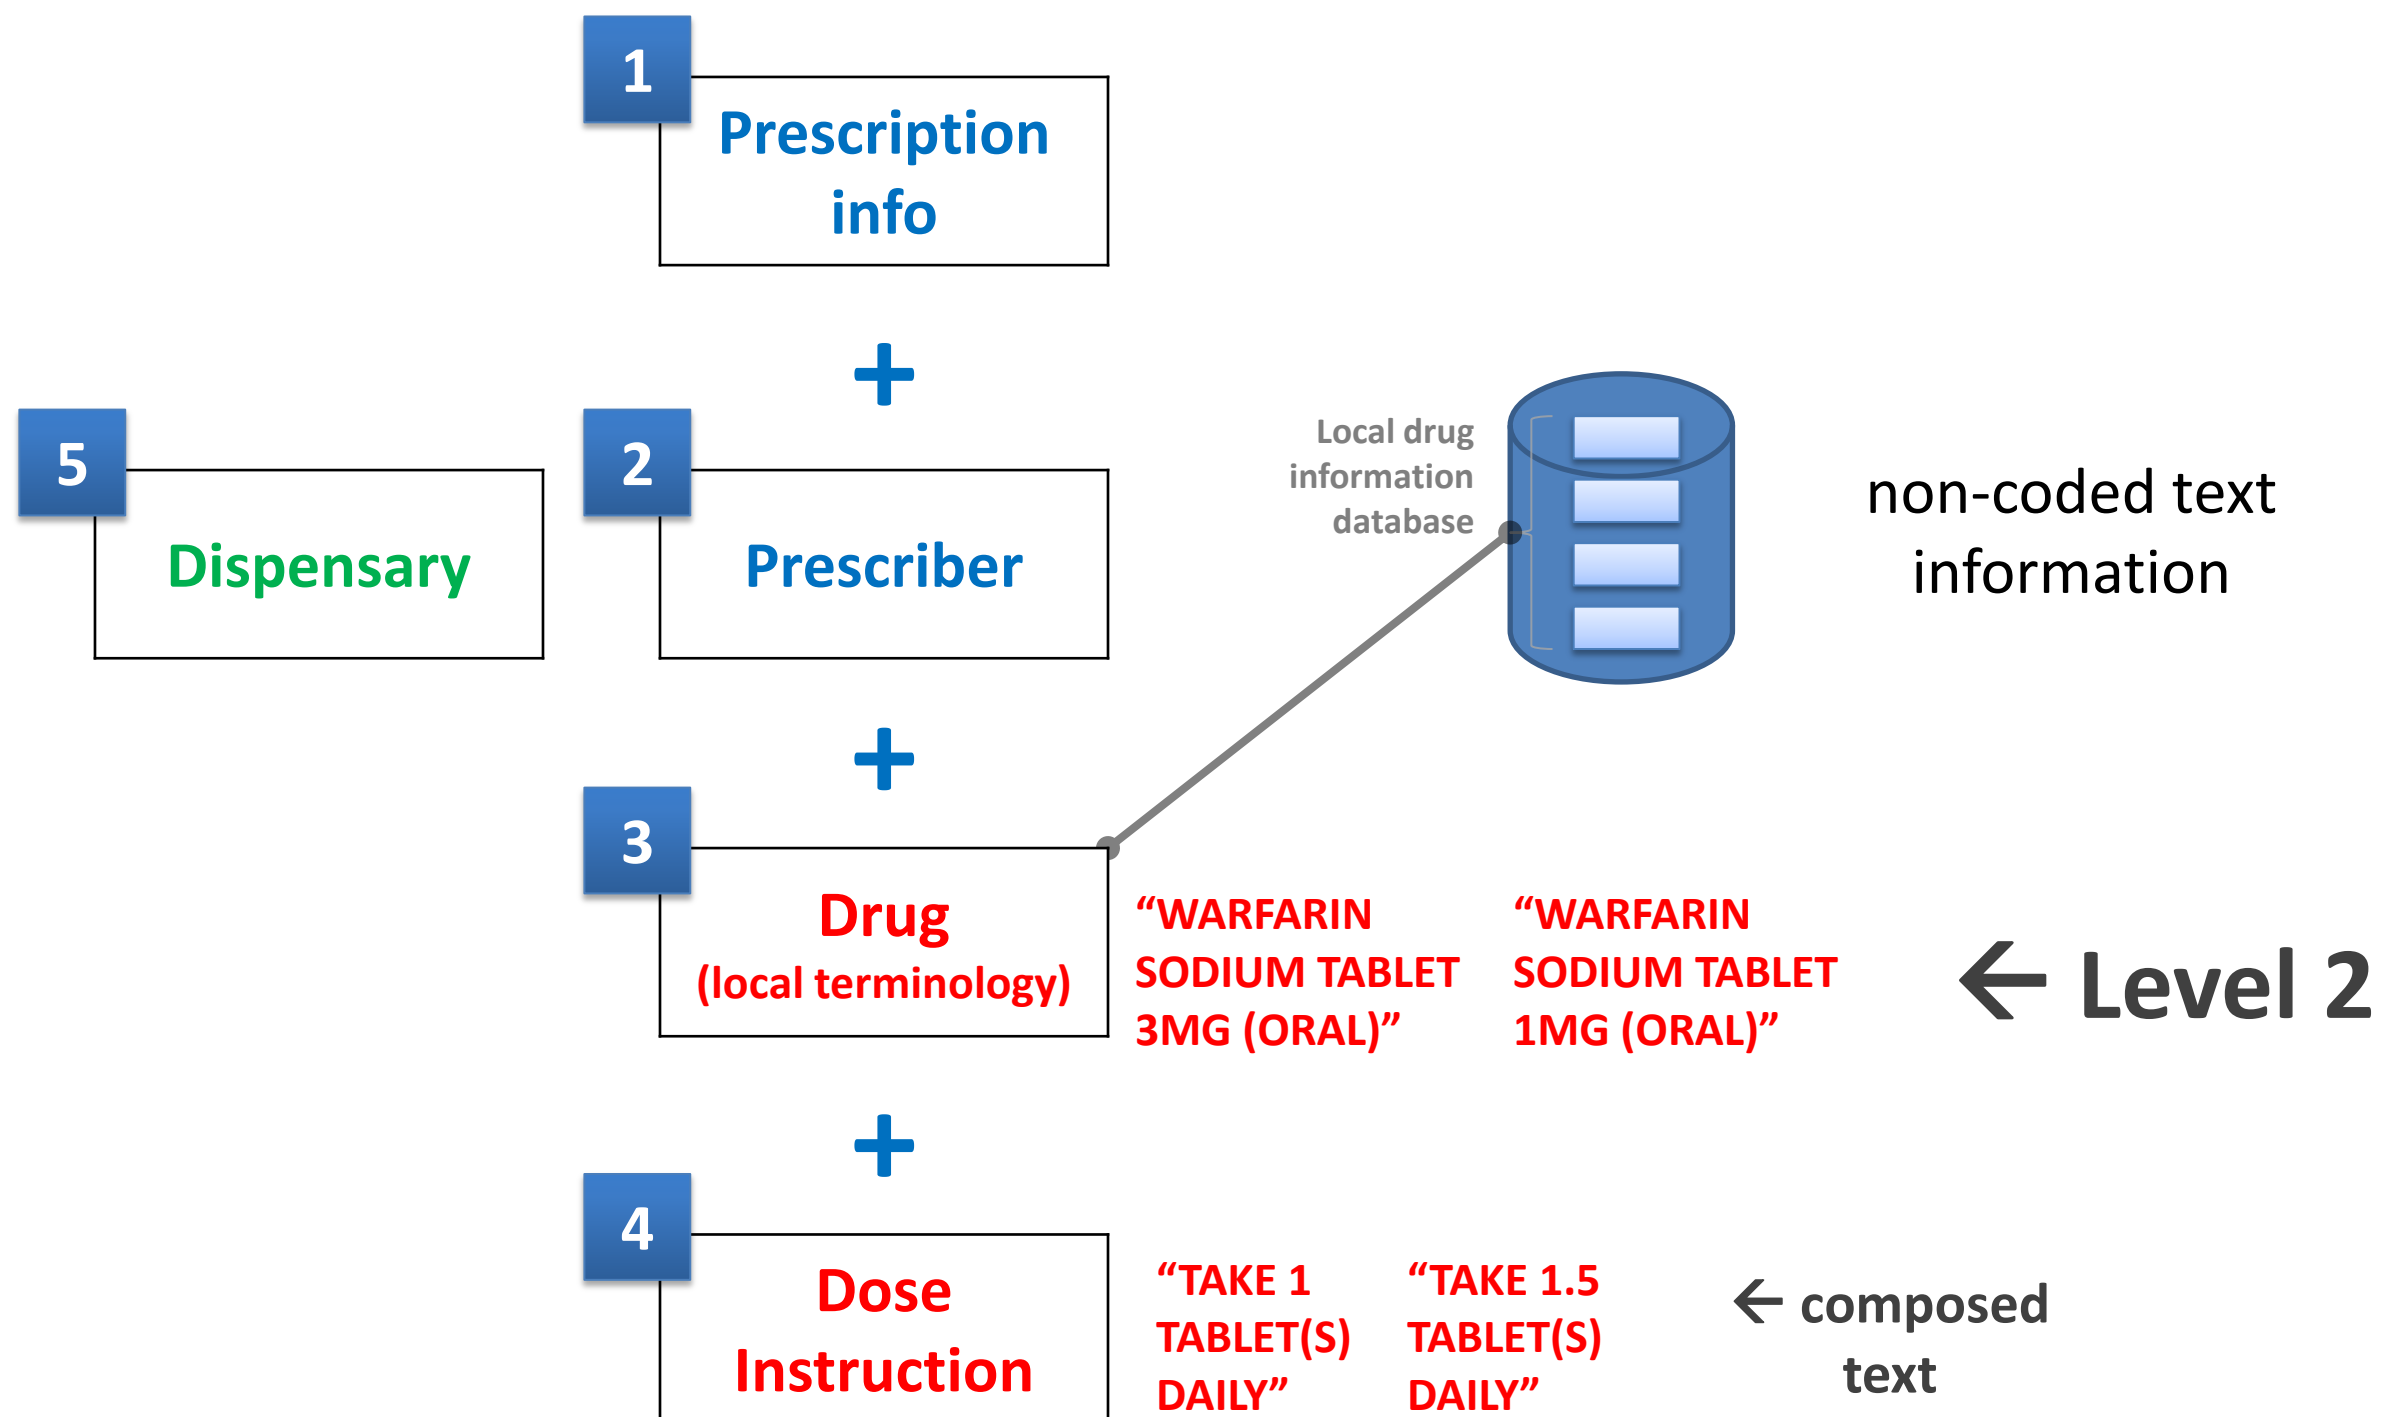 1
Prescription
info
+
5
Dispensary
2
Prescriber
Local drug
information
database
non-coded text
information
+
3
Drug
(local terminology)
“WARFARIN
SODIUM TABLET
3MG (ORAL)”
“WARFARIN
SODIUM TABLET
1MG (ORAL)”
← Level 2
+
4
Dose
Instruction
“TAKE 1
TABLET(S)
DAILY”
“TAKE 1.5
TABLET(S)
DAILY”
← composed
text